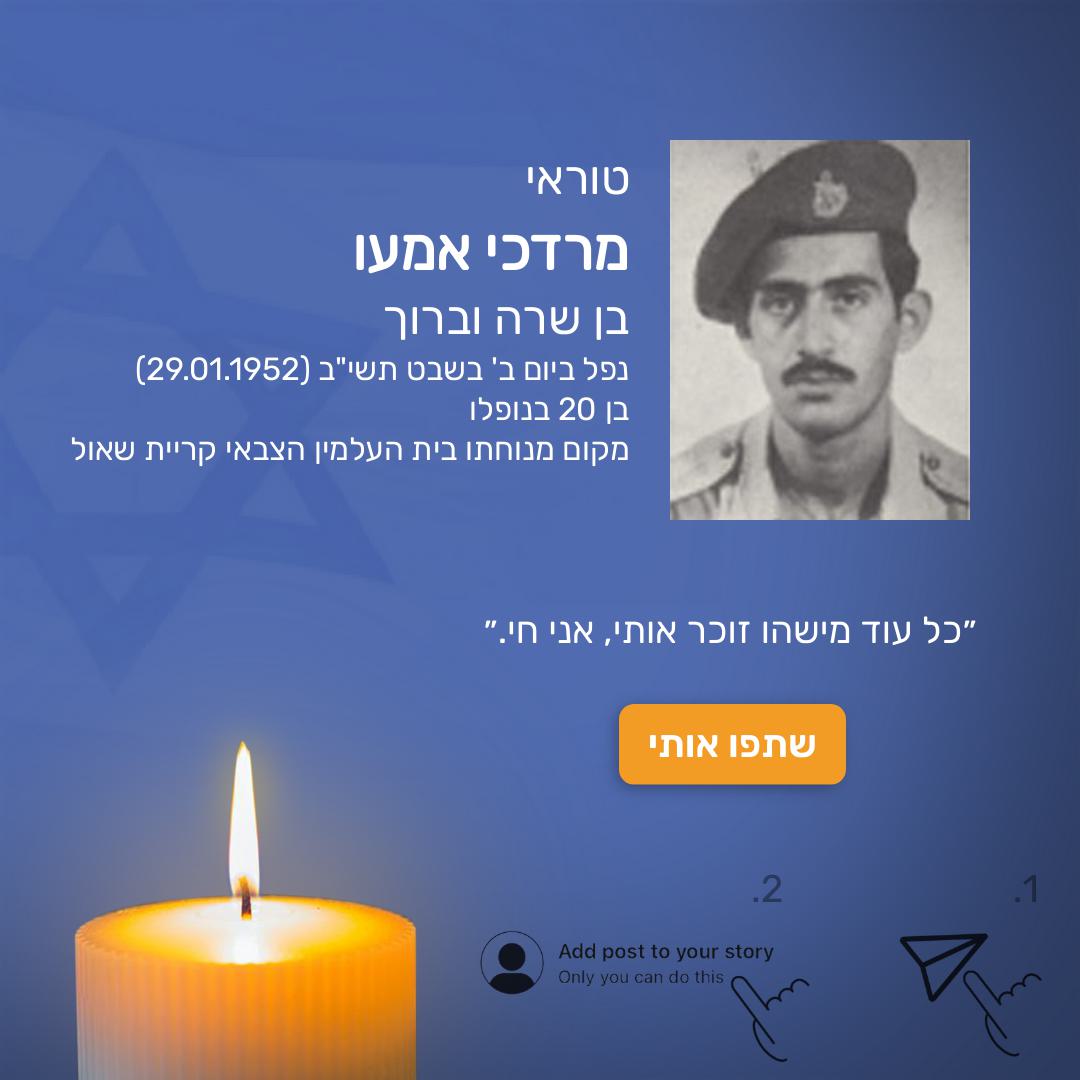 טוראי
מרדכי אמעו
בן שרה וברוך
נפל ביום ב' בשבט תשי"ב (29.01.1952)
בן 20 בנופלו
מקום מנוחתו בית העלמין הצבאי קריית שאול
״כל עוד מישהו זוכר אותי, אני חי.״
שתפו אותי
.1
.2
Add post to your story
Only you can do this